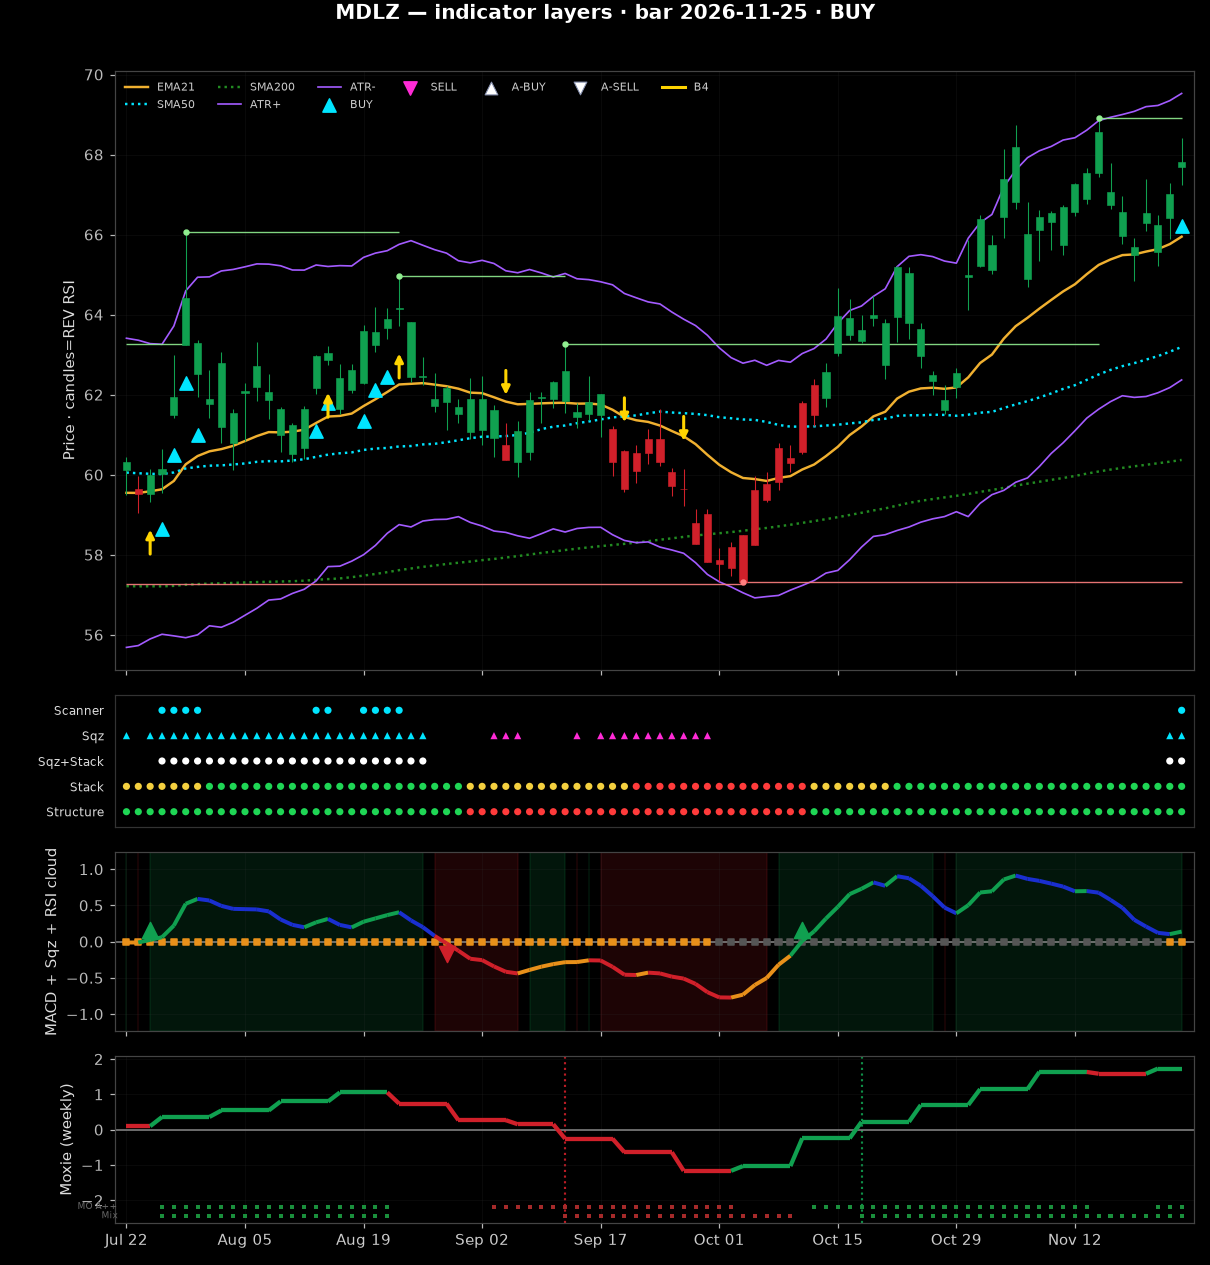 MDLZ — indicator layers · bar 2026-11-25 · BUY
EMA21 SMA200 ATR- SELL A-BUY A-SELL B4
SMA50 ATR+ BUY
Price · candles=REV RSI
70
68
66
64
62
60
58
56
Scanner
Sqz
Sqz+Stack
Stack
Structure
MACD + Sqz + RSI cloud
1.0
0.5
0.0
−0.5
−1.0
Moxie (weekly)
2
1
0
−1
−2
Jul 22 Aug 05 Aug 19 Sep 02 Sep 17 Oct 01 Oct 15 Oct 29 Nov 12